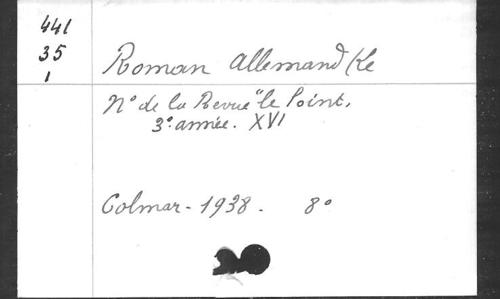 441
35
1
Roman allemand (Le
N° de la Revue "le Point,
3e année. XVI
Colmar - 1938. 8°